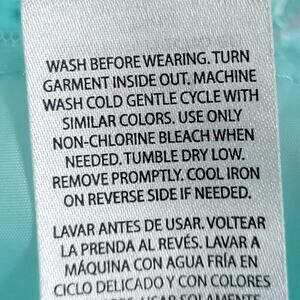 WASH BEFORE WEARING. TURN
GARMENT INSIDE OUT. MACHINE
WASH COLD GENTLE CYCLE WITH
SIMILAR COLORS. USE ONLY
NON-CHLORINE BLEACH WHEN
NEEDED. TUMBLE DRY LOW.
REMOVE PROMPTLY. COOL IRON
ON REVERSE SIDE IF NEEDED.
LAVAR ANTES DE USAR. VOLTEAR
LA PRENDA AL REVÉS. LAVAR A
MÁQUINA CON AGUA FRÍA EN
CICLO DELICADO Y CON COLORES
USAR SOLAMENTE